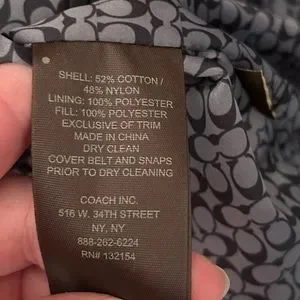 SHELL: 52% COTTON /
48% NYLON
LINING: 100% POLYESTER
FILL: 100% POLYESTER
EXCLUSIVE OF TRIM
MADE IN CHINA
DRY CLEAN
COVER BELT AND SNAPS
PRIOR TO DRY CLEANING
COACH INC.
516 W. 34TH STREET
NY, NY
888-262-6224
RN# 132154